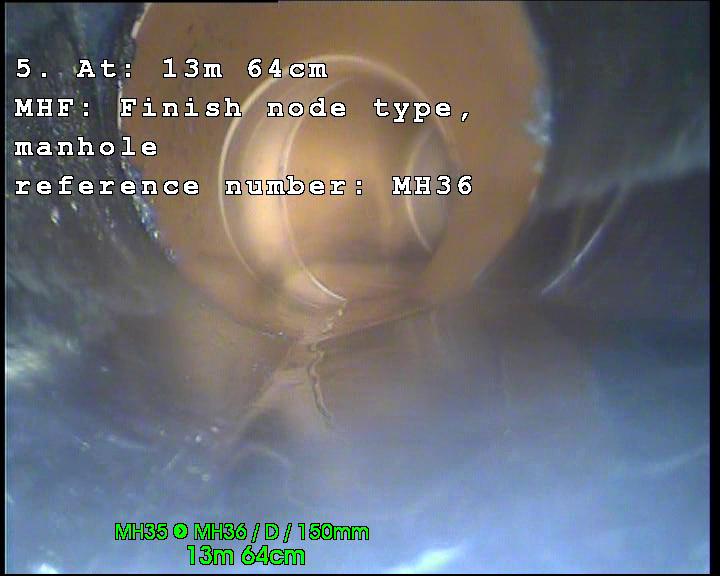 5. At: 13m 64cm
MHF: Finish node type,
manhole
reference number: MH36
MH35 > MH36 / D / 150mm
13m 64cm